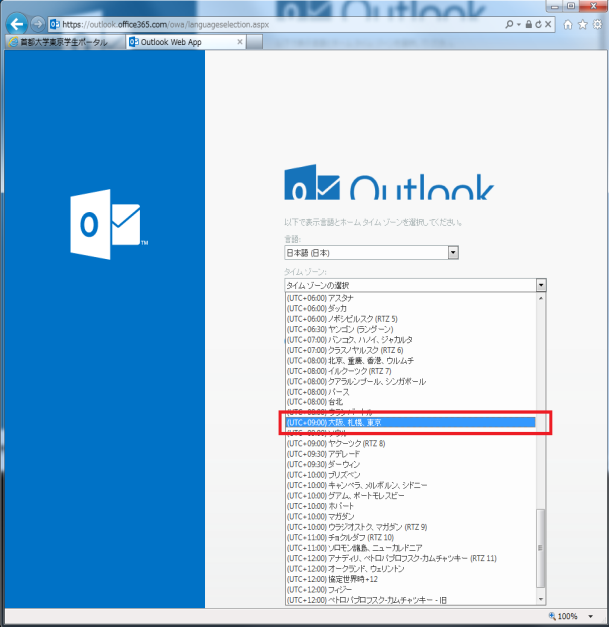 https://outlook.office365.com/owa/languageselection.aspx
首都大学東京学生ポータル
Outlook Web App
Outlook
以下で表示言語とホーム タイム ゾーンを選択してください。
言語:
日本語 (日本)
タイム ゾーン:
タイム ゾーンの選択
(UTC+06:00) アスタナ
(UTC+06:00) ダッカ
(UTC+06:00) ノボシビルスク (RTZ 5)
(UTC+06:30) ヤンゴン (ラングーン)
(UTC+07:00) バンコク、ハノイ、ジャカルタ
(UTC+07:00) クラスノヤルスク (RTZ 6)
(UTC+08:00) 北京、重慶、香港、ウルムチ
(UTC+08:00) イルクーツク (RTZ 7)
(UTC+08:00) クアラルンプール、シンガポール
(UTC+08:00) パース
(UTC+08:00) 台北
(UTC+08:00) ウランバートル
(UTC+09:00) 大阪、札幌、東京
(UTC+09:00) ソウル
(UTC+09:00) ヤクーツク (RTZ 8)
(UTC+09:30) アデレード
(UTC+09:30) ダーウィン
(UTC+10:00) ブリズベン
(UTC+10:00) キャンベラ、メルボルン、シドニー
(UTC+10:00) グアム、ポートモレスビー
(UTC+10:00) ホバート
(UTC+10:00) マガダン
(UTC+10:00) ウラジオストク、マガダン (RTZ 9)
(UTC+11:00) チョクルダフ (RTZ 10)
(UTC+11:00) ソロモン諸島、ニューカレドニア
(UTC+12:00) アナディリ、ペトロパブロフスク・カムチャツキー (RTZ 11)
(UTC+12:00) オークランド、ウェリントン
(UTC+12:00) 協定世界時+12
(UTC+12:00) フィジー
(UTC+12:00) ペトロパブロフスク・カムチャツキー - 旧
100%